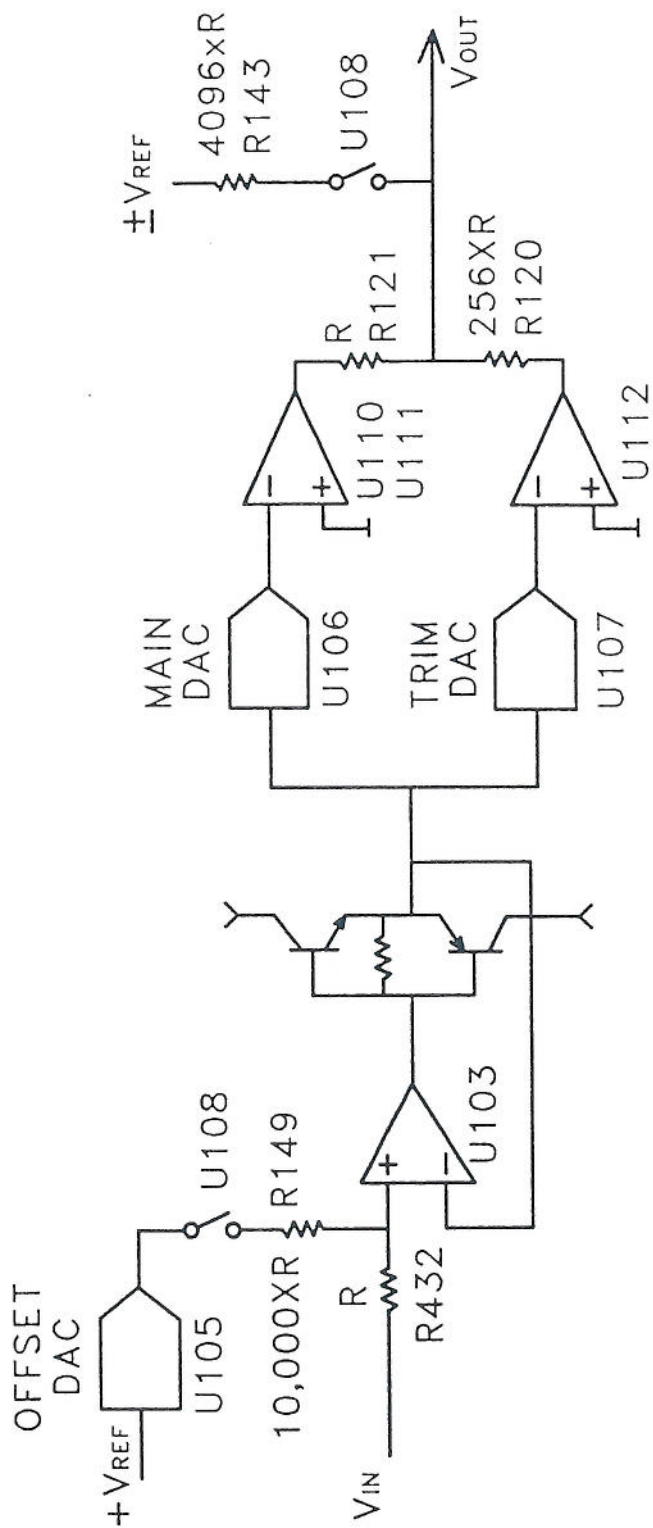 OFFSET
DAC
+VREF
U105
U108
10,000XR
R149
VIN
R
R432
+
−
U103
MAIN
DAC
U106
TRIM
DAC
U107
−
+
U110
U111
−
+
U112
R
R121
256XR
R120
±VREF
4096xR
R143
U108
VOUT